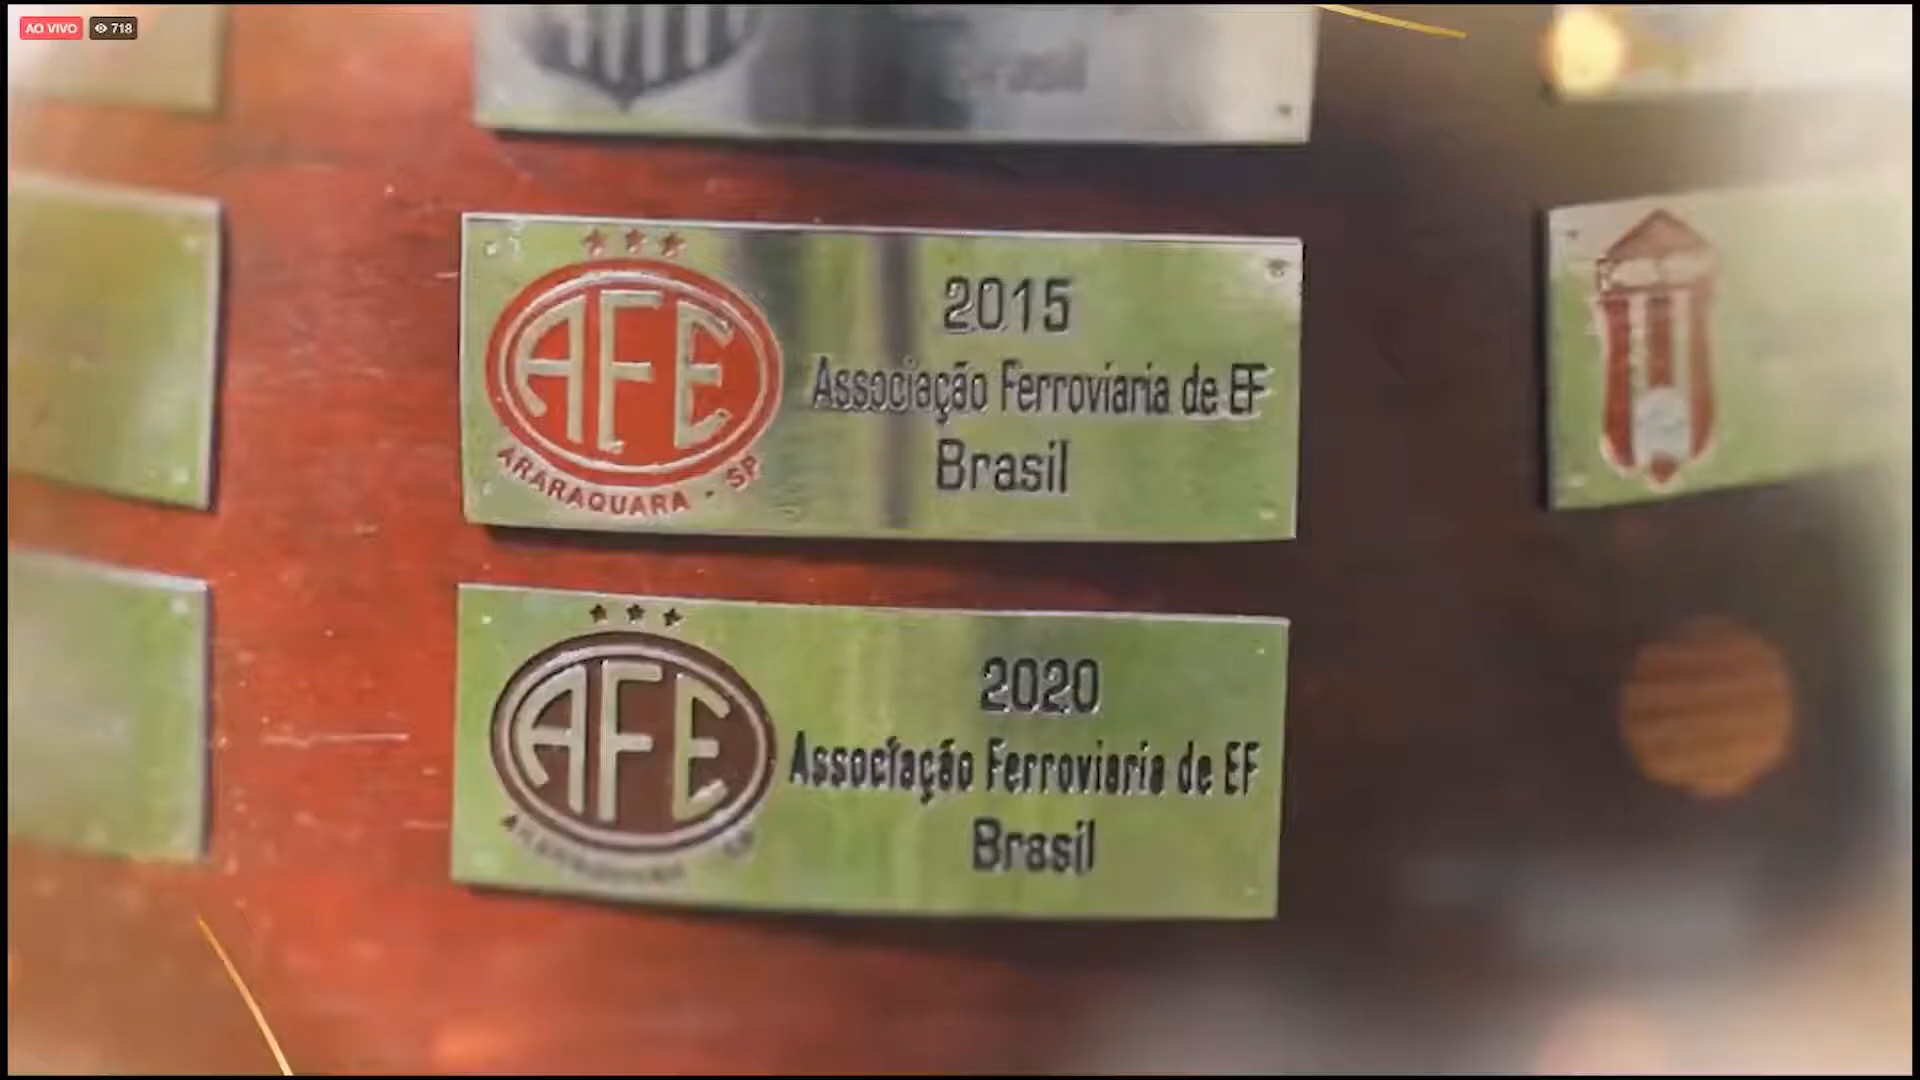 AO VIVO 718
Brasil
AFE
ARARAQUARA - SP
2015
Associação Ferroviaria de EF
Brasil
AFE
2020
Associação Ferroviaria de EF
Brasil